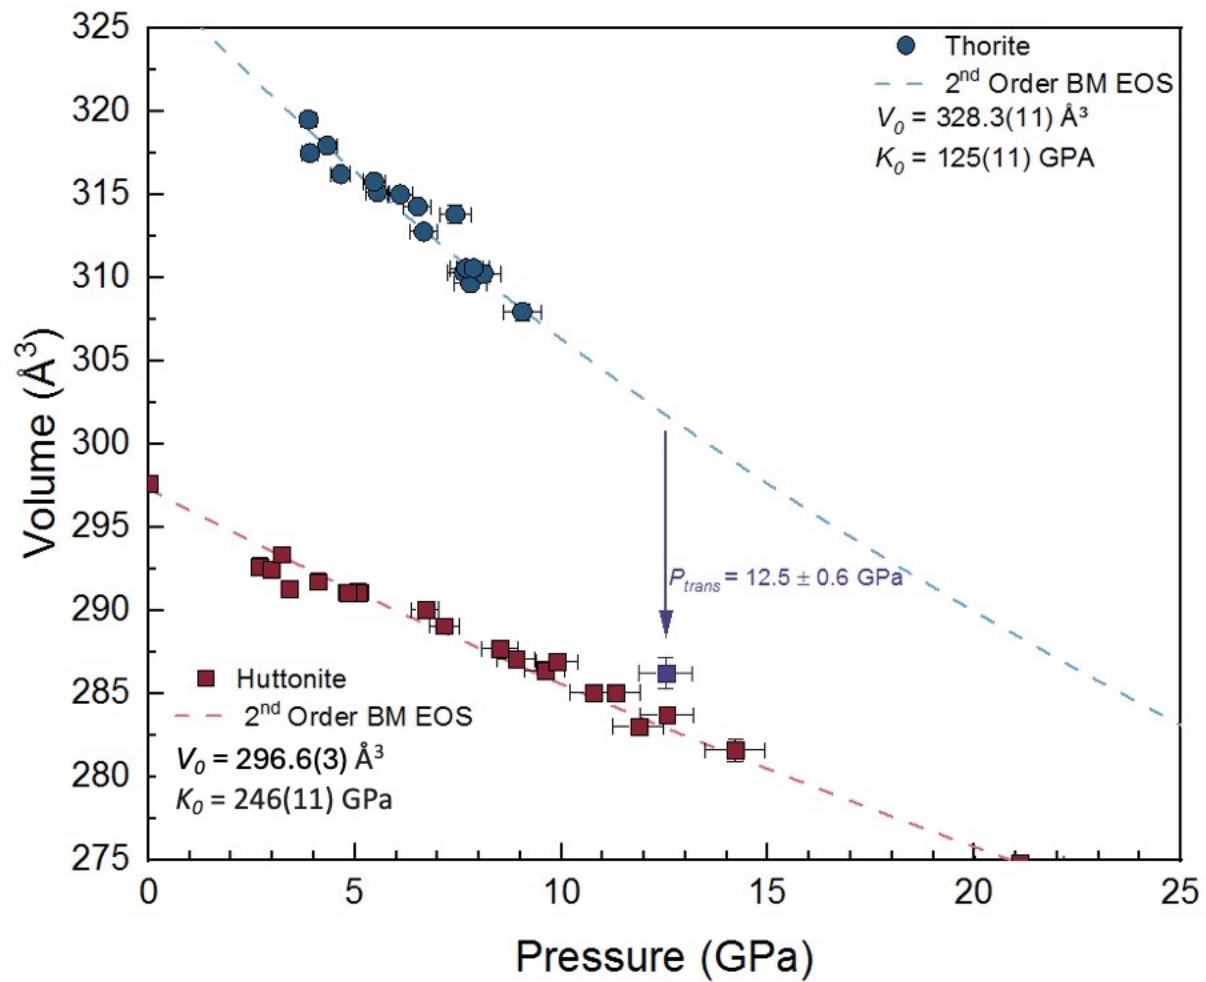 325
320
315
310
305
300
295
290
285
280
275
Volume (Å³)
Thorite
2nd Order BM EOS
V0 = 328.3(11) Å³
K0 = 125(11) GPA
Ptrans = 12.5 ± 0.6 GPa
Huttonite
2nd Order BM EOS
V0 = 296.6(3) Å³
K0 = 246(11) GPa
0 5 10 15 20 25
Pressure (GPa)